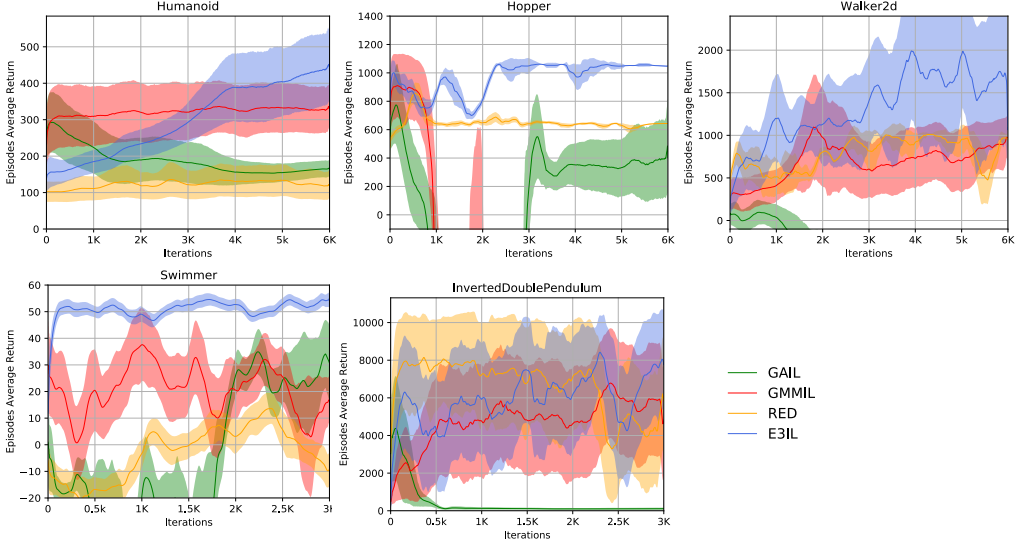 Humanoid
Episodes Average Return
500
400
300
200
100
0
0 1K 2K 3K 4K 5k 6K
Iterations
Hopper
Episodes Average Return
1400
1200
1000
800
600
400
200
0
0 1K 2K 3K 4K 5k 6K
Iterations
Walker2d
Episodes Average Return
2000
1500
1000
500
0
0 1K 2K 3K 4K 5k 6K
Iterations
Swimmer
Episodes Average Return
60
50
40
30
20
10
0
−10
−20
0 0.5K 1K 1.5K 2K 2.5K 3K
Iterations
InvertedDoublePendulum
Episodes Average Return
10000
8000
6000
4000
2000
0
0 0.5K 1K 1.5K 2K 2.5K 3K
Iterations
GAIL
GMMIL
RED
E3IL